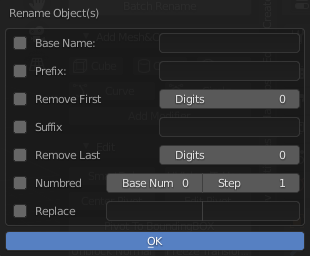 Rename Object(s)
Base Name:
Prefix:
Remove First Digits 0
Suffix
Remove Last Digits 0
Numbred Base Num 0 Step 1
Replace
OK